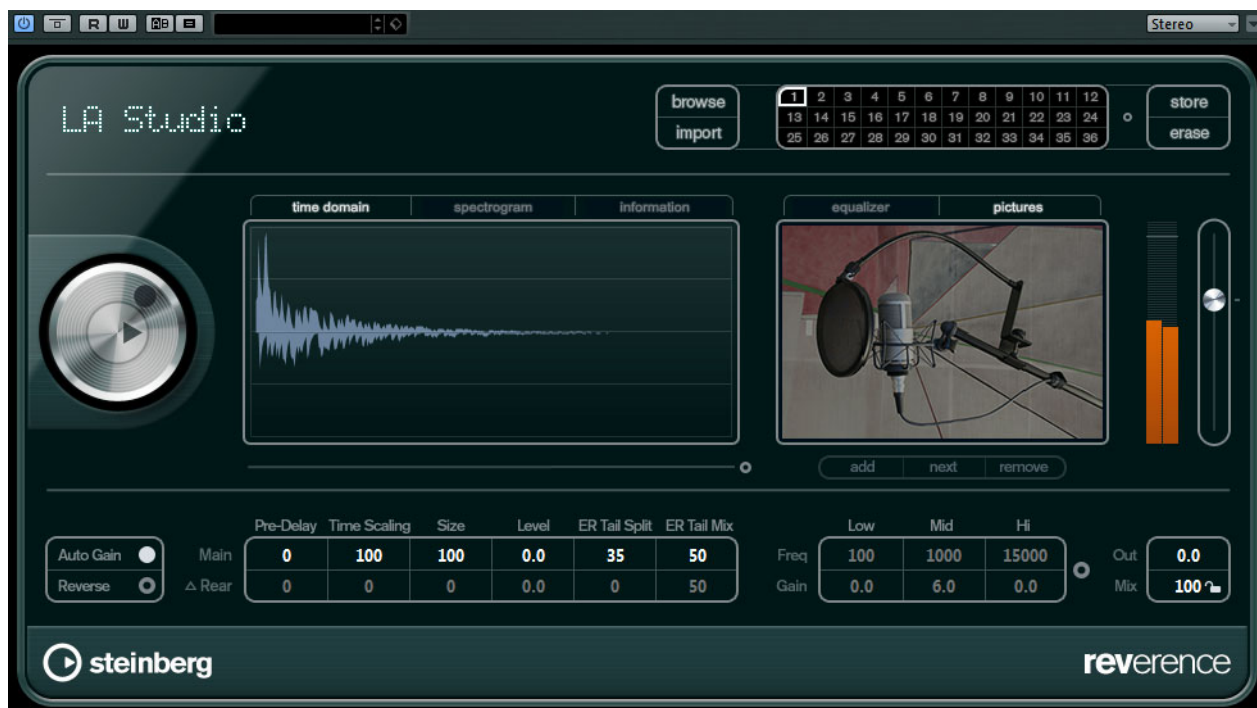 R W AB Stereo
LA Studio
browse
import
1 2 3 4 5 6 7 8 9 10 11 12
13 14 15 16 17 18 19 20 21 22 23 24
25 26 27 28 29 30 31 32 33 34 35 36
store
erase
time domain spectrogram information
equalizer pictures
add next remove
Pre-Delay Time Scaling Size Level ER Tail Split ER Tail Mix Low Mid Hi
Auto Gain Main 0 100 100 0.0 35 50 Freq 100 1000 15000 Out 0.0
Reverse △ Rear 0 0 0 0.0 0 50 Gain 0.0 6.0 0.0 Mix 100
steinberg reverence